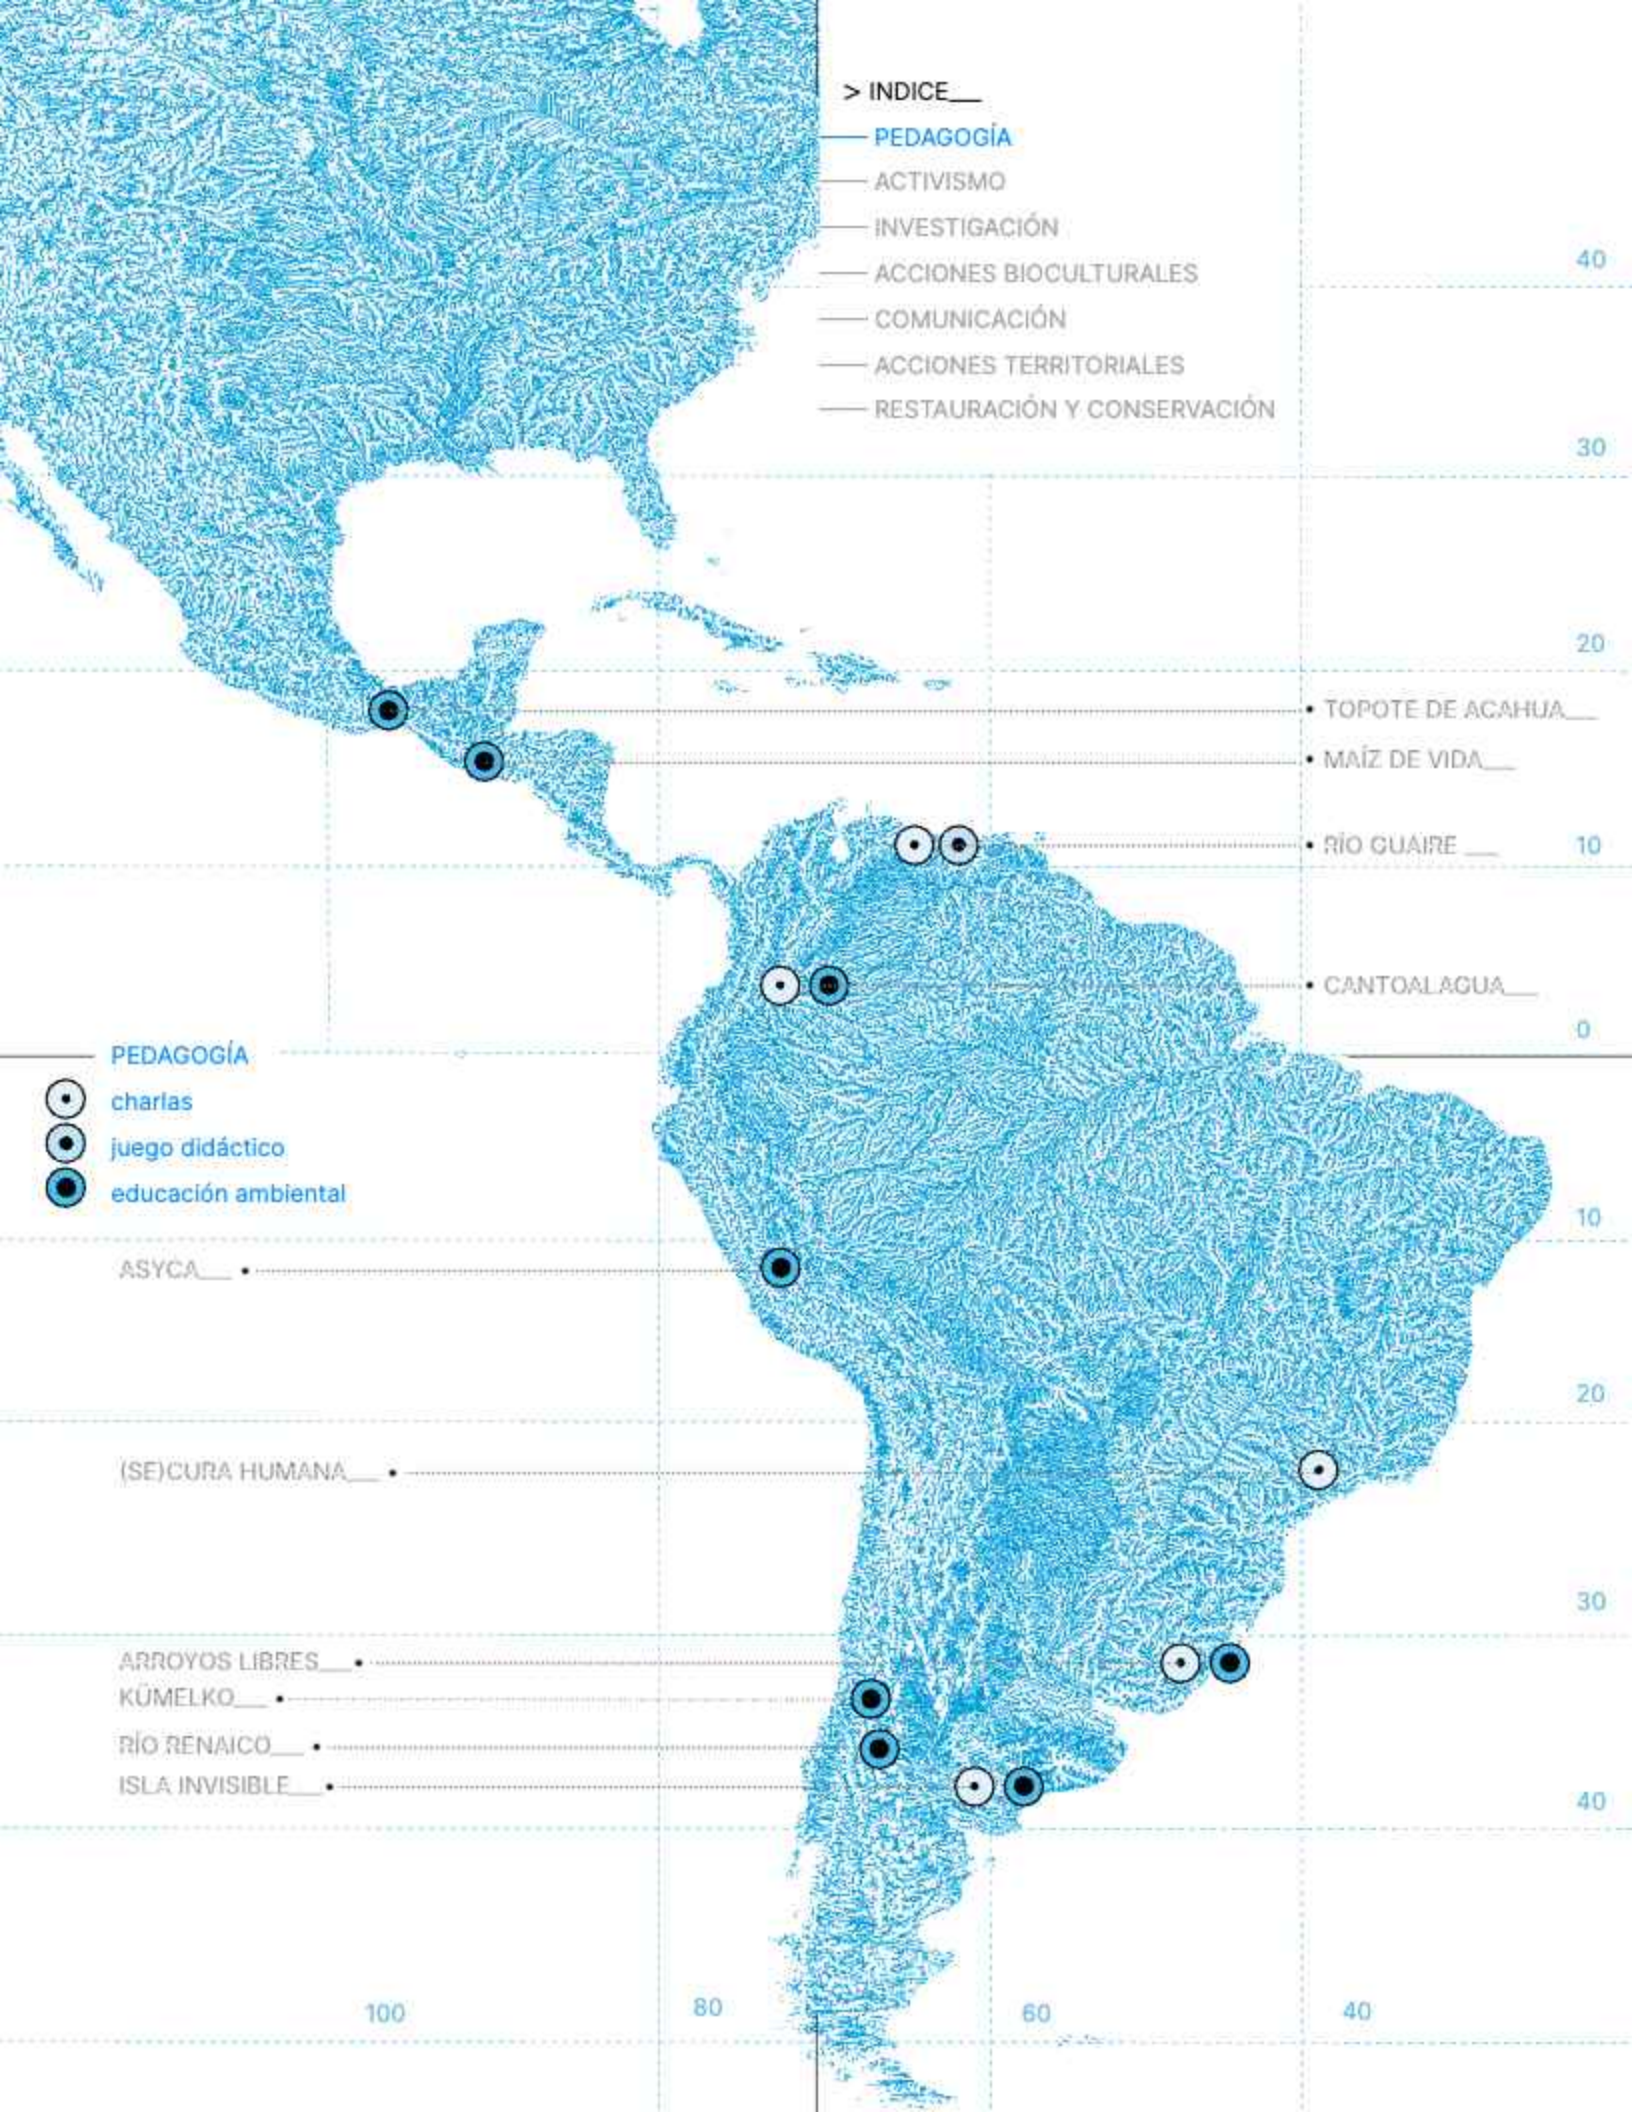 > INDICE__
PEDAGOGÍA
ACTIVISMO
INVESTIGACIÓN
ACCIONES BIOCULTURALES
COMUNICACIÓN
ACCIONES TERRITORIALES
RESTAURACIÓN Y CONSERVACIÓN
40
30
20
TOPOTE DE ACAHUA__
MAÍZ DE VIDA__
RÍO GUAIRE __
10
CANTOALAGUA__
0
PEDAGOGÍA
charlas
juego didáctico
educación ambiental
10
ASYCA__
20
(SE)CURA HUMANA__
30
ARROYOS LIBRES__
KÜMELKO__
RÍO RENAICO__
ISLA INVISIBLE__
40
100 80 60 40